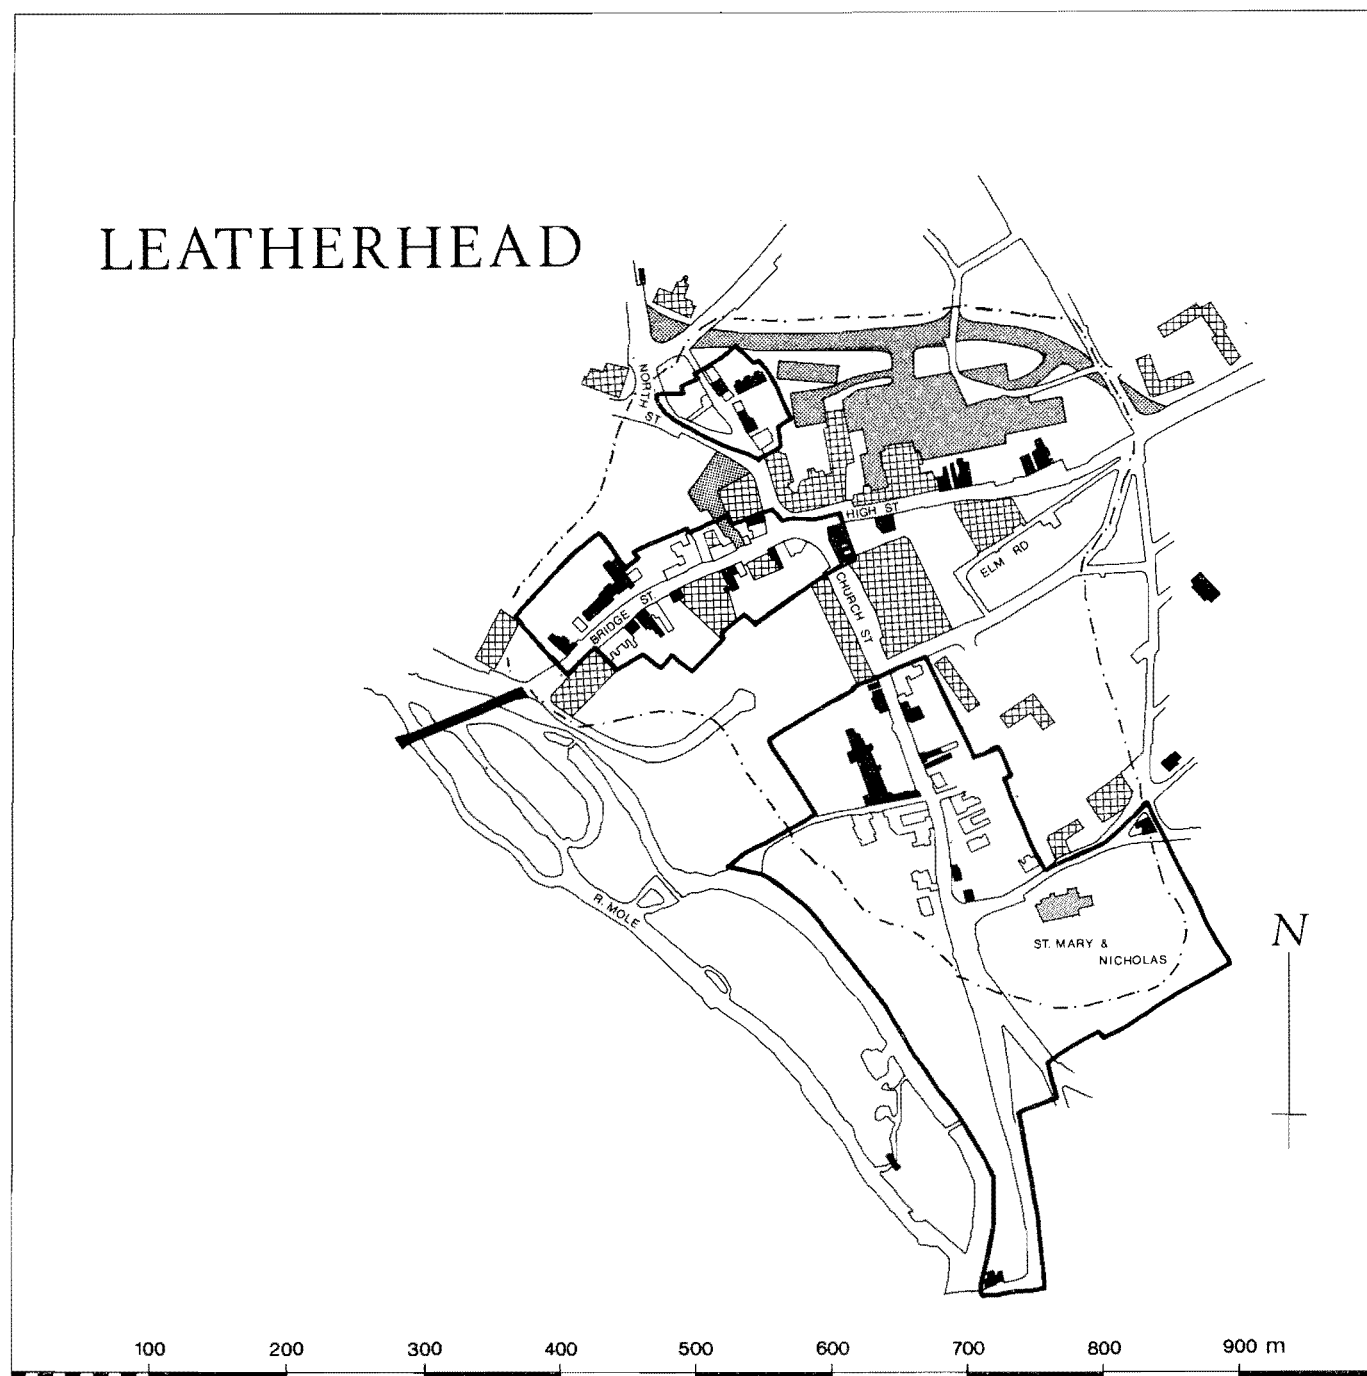 LEATHERHEAD
NORTH
ST
HIGH ST
ELM RD
CHURCH ST
BRIDGE ST
R. MOLE
N
ST. MARY &
NICHOLAS
100 200 300 400 500 600 700 800 900 m